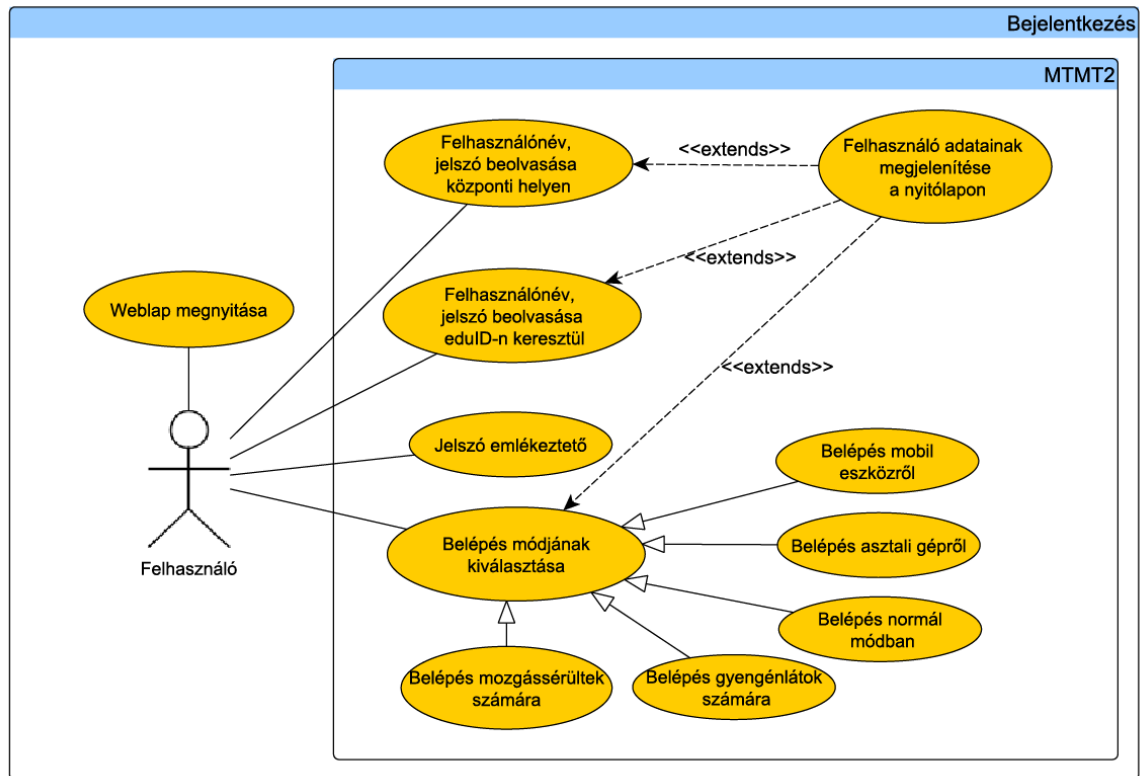 Bejelentkezés
MTMT2
Felhasználónév,
jelszó beolvasása
központi helyen
<<extends>>
Felhasználó adatainak
megjelenítése
a nyitólapon
<<extends>>
Felhasználónév,
jelszó beolvasása
eduID-n keresztül
Weblap megnyitása
<<extends>>
Jelszó emlékeztető
Belépés mobil
eszközről
Belépés módjának
kiválasztása
Belépés asztali gépről
Felhasználó
Belépés normál
módban
Belépés mozgássérültek
számára
Belépés gyengénlátok
számára